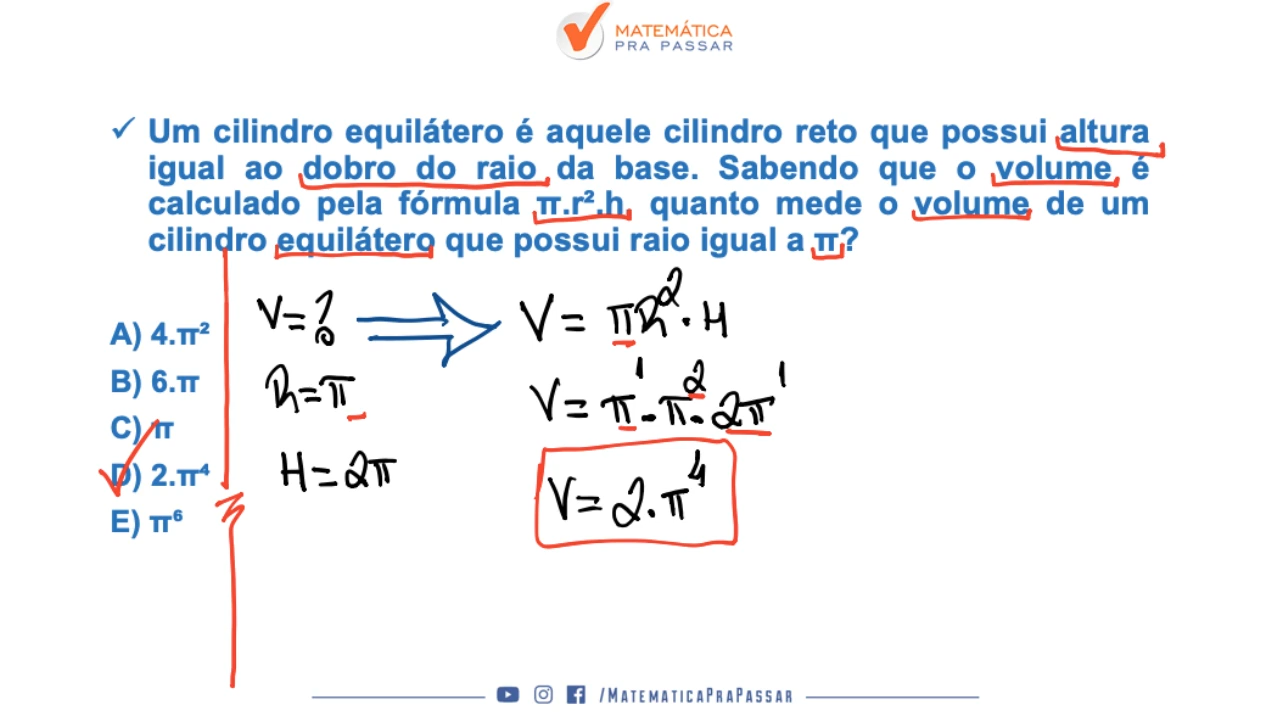 MATEMÁTICA
PRA PASSAR
✓ Um cilindro equilátero é aquele cilindro reto que possui altura
igual ao dobro do raio da base. Sabendo que o volume é
calculado pela fórmula π.r².h, quanto mede o volume de um
cilindro equilátero que possui raio igual a π?
A) 4.π²
B) 6.π
C) π
D) 2.π⁴
E) π⁶
V=?
R=π
H=2π
V= πR²·H
V= π¹·π²·2π¹
V=2.π⁴
/MATEMATICAPRAPASSAR